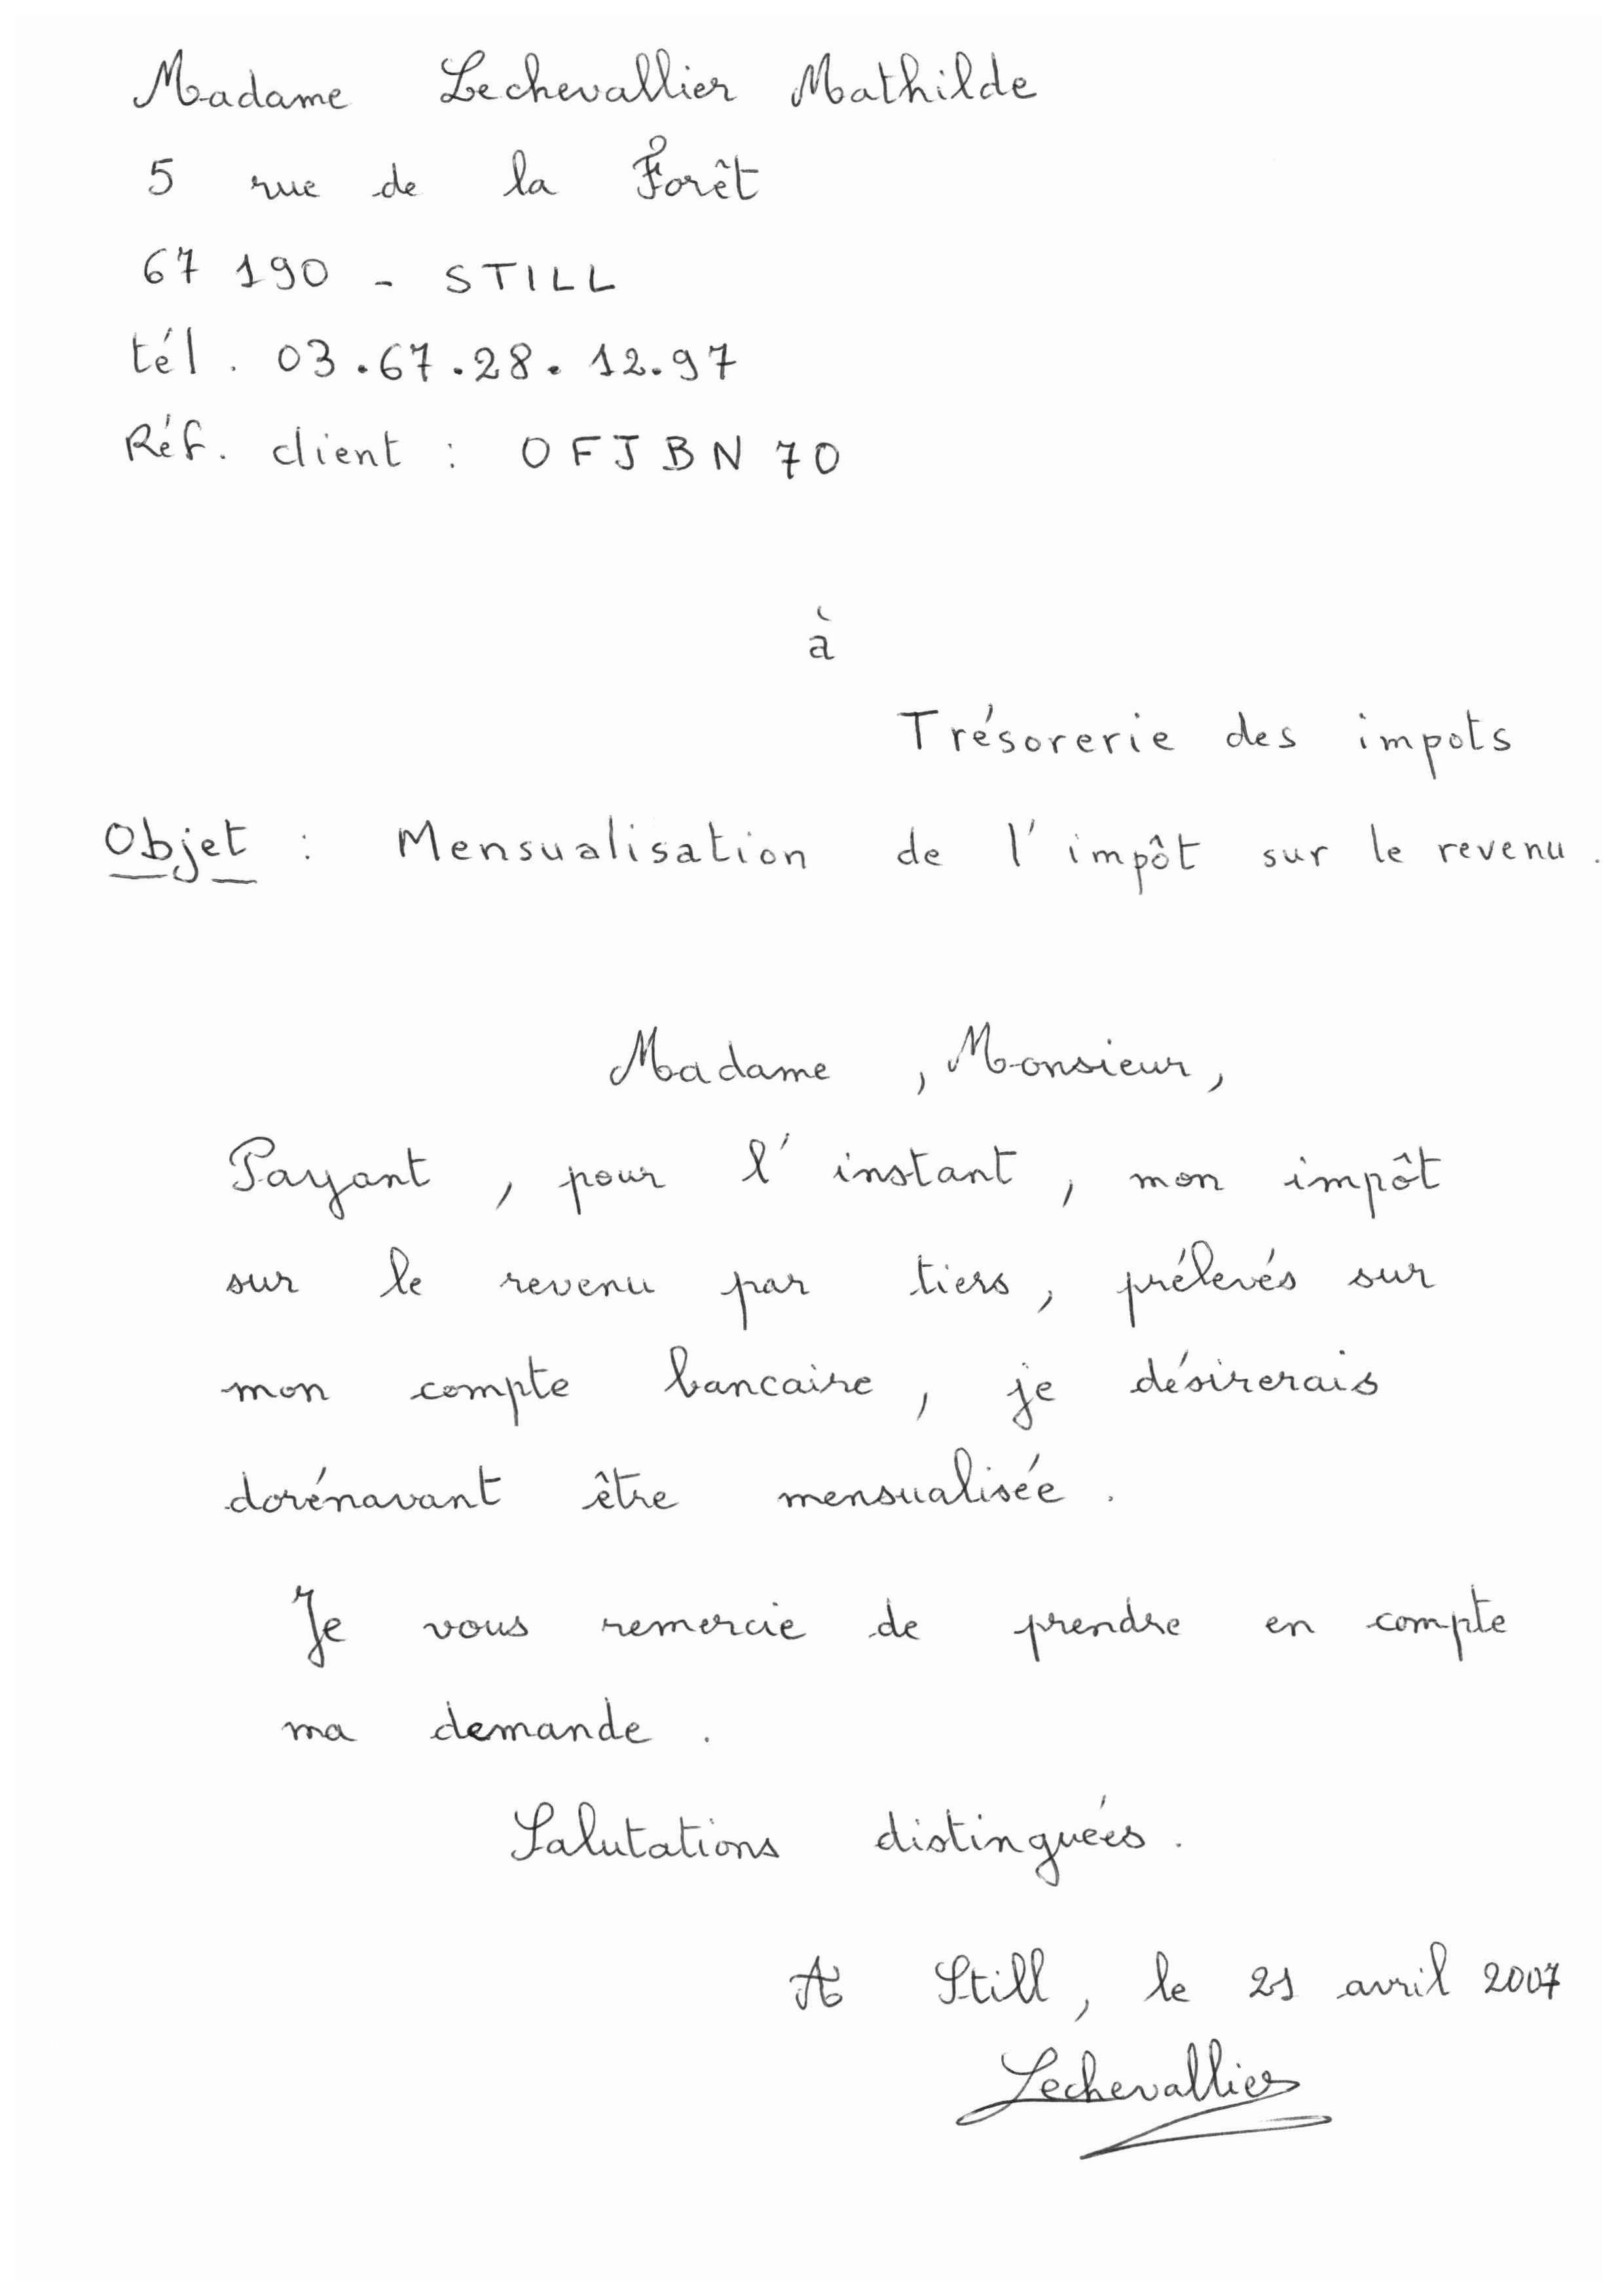 Madame Lechevallier Mathilde
5 rue de la Forêt
67 190 - STILL
tél. 03.67.28.12.97
Réf. client : OFJBN70
à
Trésorerie des impots
Objet : Mensualisation de l'impôt sur le revenu.
Madame, Monsieur,
Payant, pour l'instant, mon impôt
sur le revenu par tiers, prélevés sur
mon compte bancaire, je désirerais
dorénavant être mensualisée.
Je vous remercie de prendre en compte
ma demande.
Salutations distinguées.
A Still, le 21 avril 2007
Lechevallier